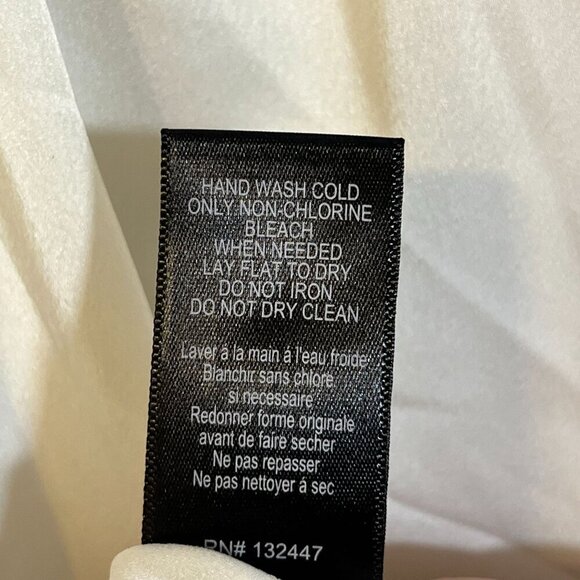 HAND WASH COLD
ONLY NON-CHLORINE
BLEACH
WHEN NEEDED
LAY FLAT TO DRY
DO NOT IRON
DO NOT DRY CLEAN
Laver á la main á l'eau froide
Blanchir sans chlore
si necessaire
Redonner forme originale
avant de faire secher
Ne pas repasser
Ne pas nettoyer á sec
RN# 132447